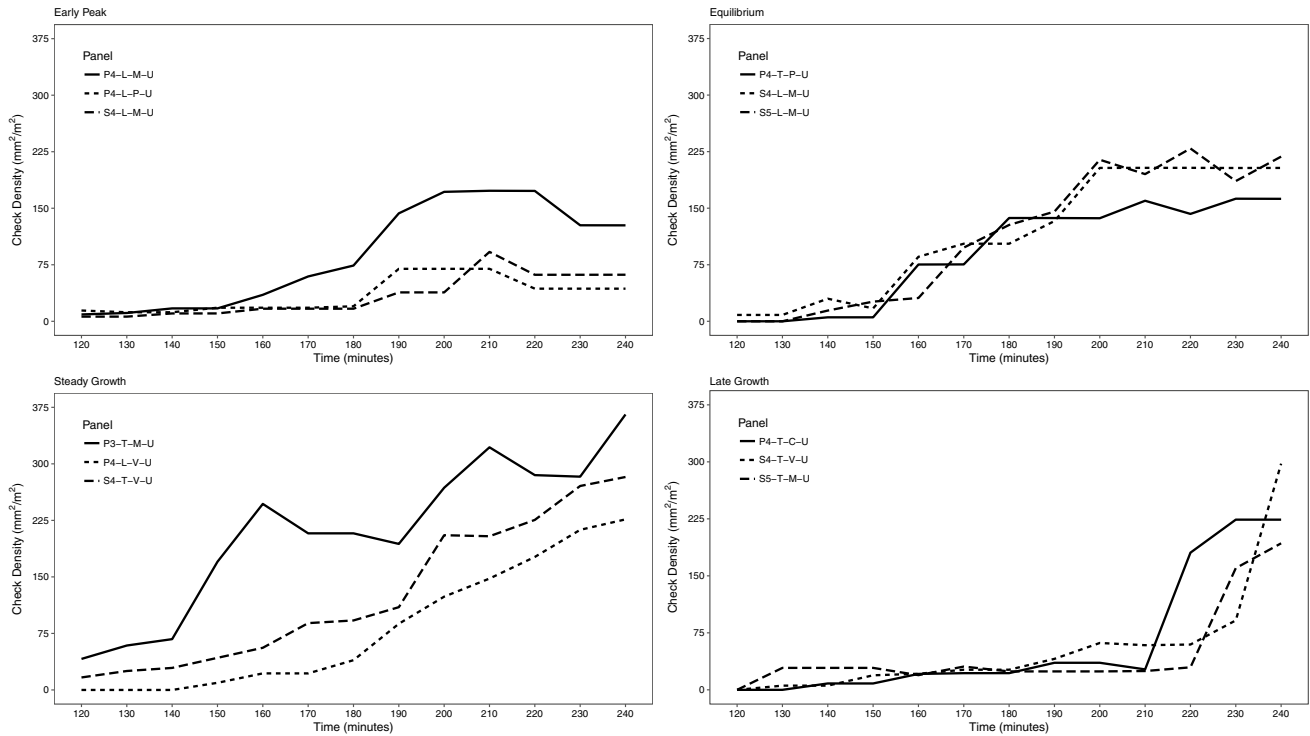 Early Peak
Check Density (mm²/m²)
375
300
225
150
75
0
Panel
P4–L–M–U
P4–L–P–U
S4–L–M–U
120 130 140 150 160 170 180 190 200 210 220 230 240
Time (minutes)
Equilibrium
Check Density (mm²/m²)
375
300
225
150
75
0
Panel
P4–T–P–U
S4–L–M–U
S5–L–M–U
120 130 140 150 160 170 180 190 200 210 220 230 240
Time (minutes)
Steady Growth
Check Density (mm²/m²)
375
300
225
150
75
0
Panel
P3–T–M–U
P4–L–V–U
S4–T–V–U
120 130 140 150 160 170 180 190 200 210 220 230 240
Time (minutes)
Late Growth
Check Density (mm²/m²)
375
300
225
150
75
0
Panel
P4–T–C–U
S4–T–V–U
S5–T–M–U
120 130 140 150 160 170 180 190 200 210 220 230 240
Time (minutes)